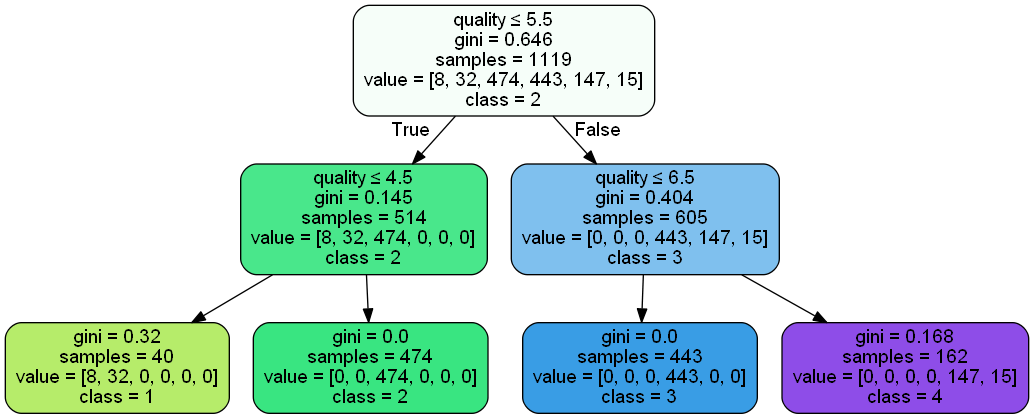 quality ≤ 5.5
gini = 0.646
samples = 1119
value = [8, 32, 474, 443, 147, 15]
class = 2
True
False
quality ≤ 4.5
gini = 0.145
samples = 514
value = [8, 32, 474, 0, 0, 0]
class = 2
quality ≤ 6.5
gini = 0.404
samples = 605
value = [0, 0, 0, 443, 147, 15]
class = 3
gini = 0.32
samples = 40
value = [8, 32, 0, 0, 0, 0]
class = 1
gini = 0.0
samples = 474
value = [0, 0, 474, 0, 0, 0]
class = 2
gini = 0.0
samples = 443
value = [0, 0, 0, 443, 0, 0]
class = 3
gini = 0.168
samples = 162
value = [0, 0, 0, 0, 147, 15]
class = 4